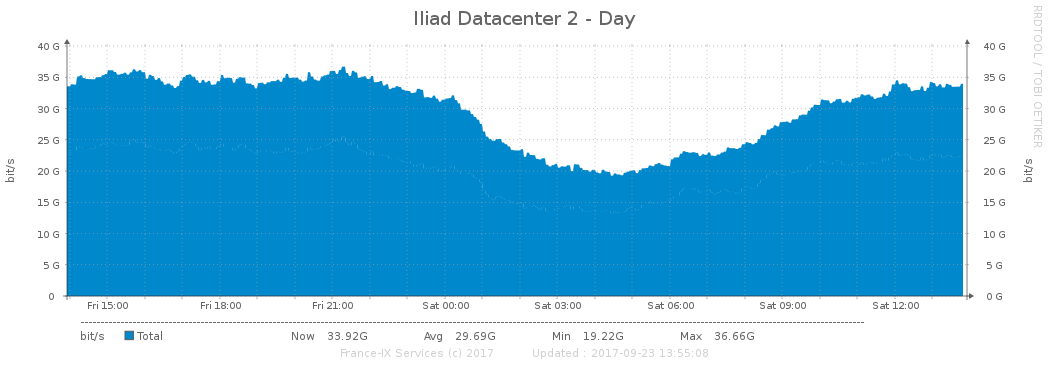 Iliad Datacenter 2 - Day
RRDTOOL / TOBI OETIKER
40 G 40 G
35 G 35 G
30 G 30 G
25 G 25 G
20 G 20 G
15 G 15 G
10 G 10 G
5 G 5 G
0 0 G
bit/s bit/s
Fri 15:00 Fri 18:00 Fri 21:00 Sat 00:00 Sat 03:00 Sat 06:00 Sat 09:00 Sat 12:00
bit/s Total Now 33.92G Avg 29.69G Min 19.22G Max 36.66G
France-IX Services (c) 2017 Updated : 2017-09-23 13:55:08